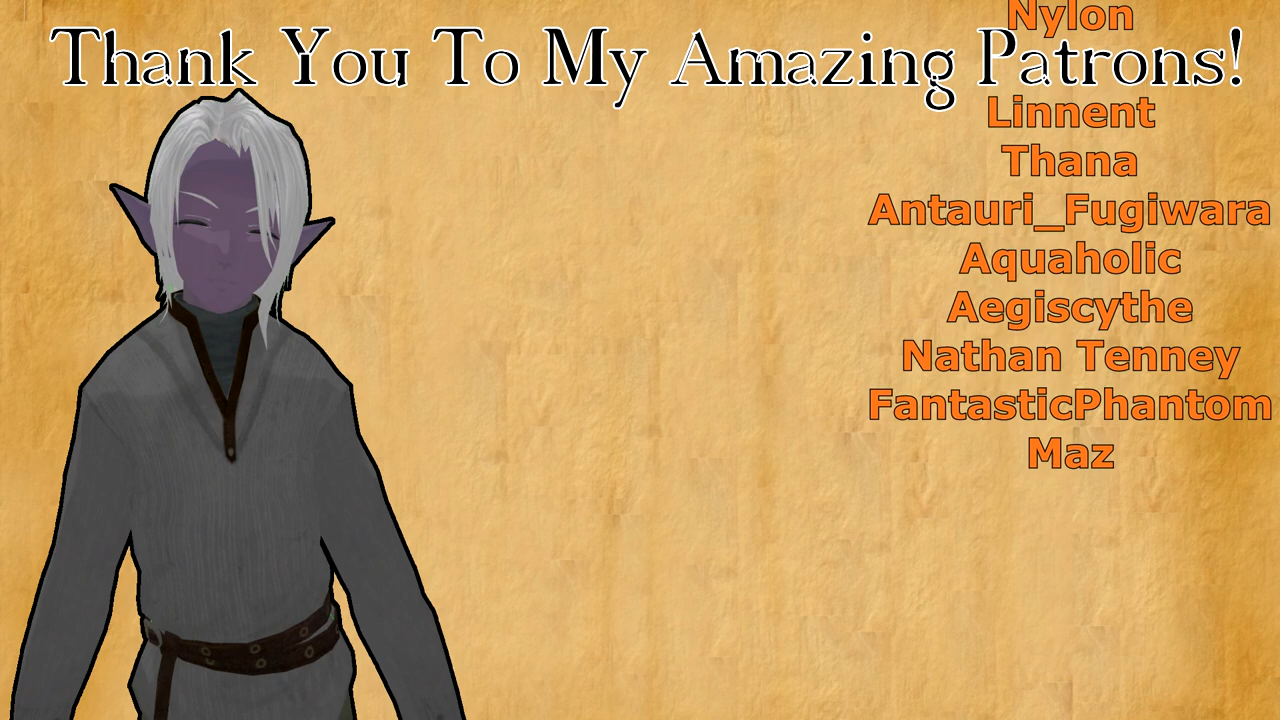 Nylon
Thank You To My Amazing Patrons!
Linnent
Thana
Antauri_Fugiwara
Aquaholic
Aegiscythe
Nathan Tenney
FantasticPhantom
Maz